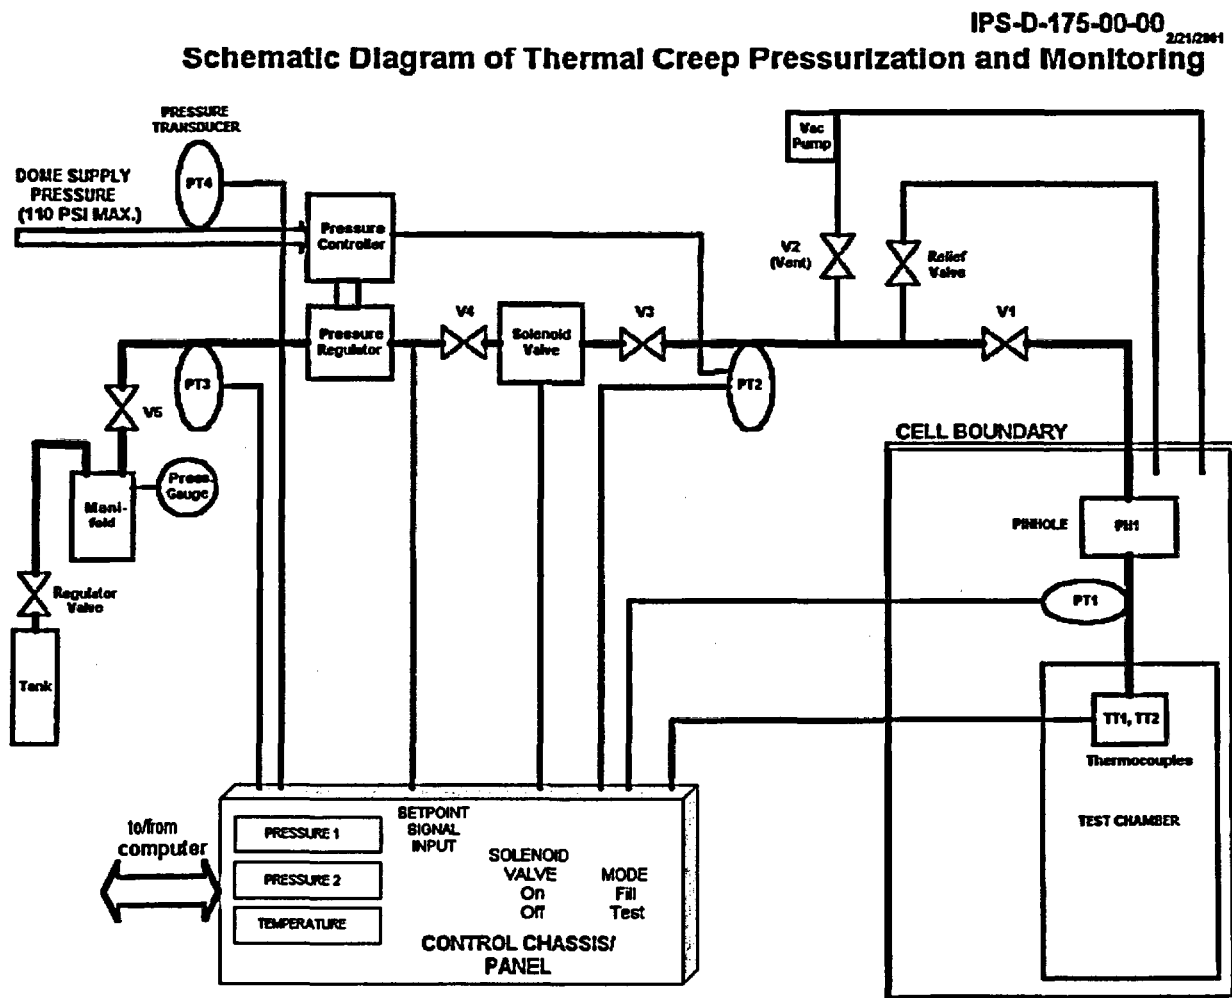 IPS-D-175-00-00
Schematic Diagram of Thermal Creep Pressurization and Monitoring
PRESSURE
TRANSDUCER
PT4
DOME SUPPLY
PRESSURE
(110 PSI MAX.)
Pressure
Controller
Vac
Pump
V2
(Vent)
Relief
Valve
V1
Pressure
Regulator
V4
Solenoid
Valve
V3
PT2
PT3
V5
Press.
Gauge
Mani-
fold
Regulator
Valve
Tank
CELL BOUNDARY
PINHOLE
PH1
PT1
TT1, TT2
Thermocouples
TEST CHAMBER
to/from
computer
PRESSURE 1
PRESSURE 2
TEMPERATURE
SETPOINT
SIGNAL
INPUT
SOLENOID
VALVE
On
Off
MODE
Fill
Test
CONTROL CHASSIS/
PANEL